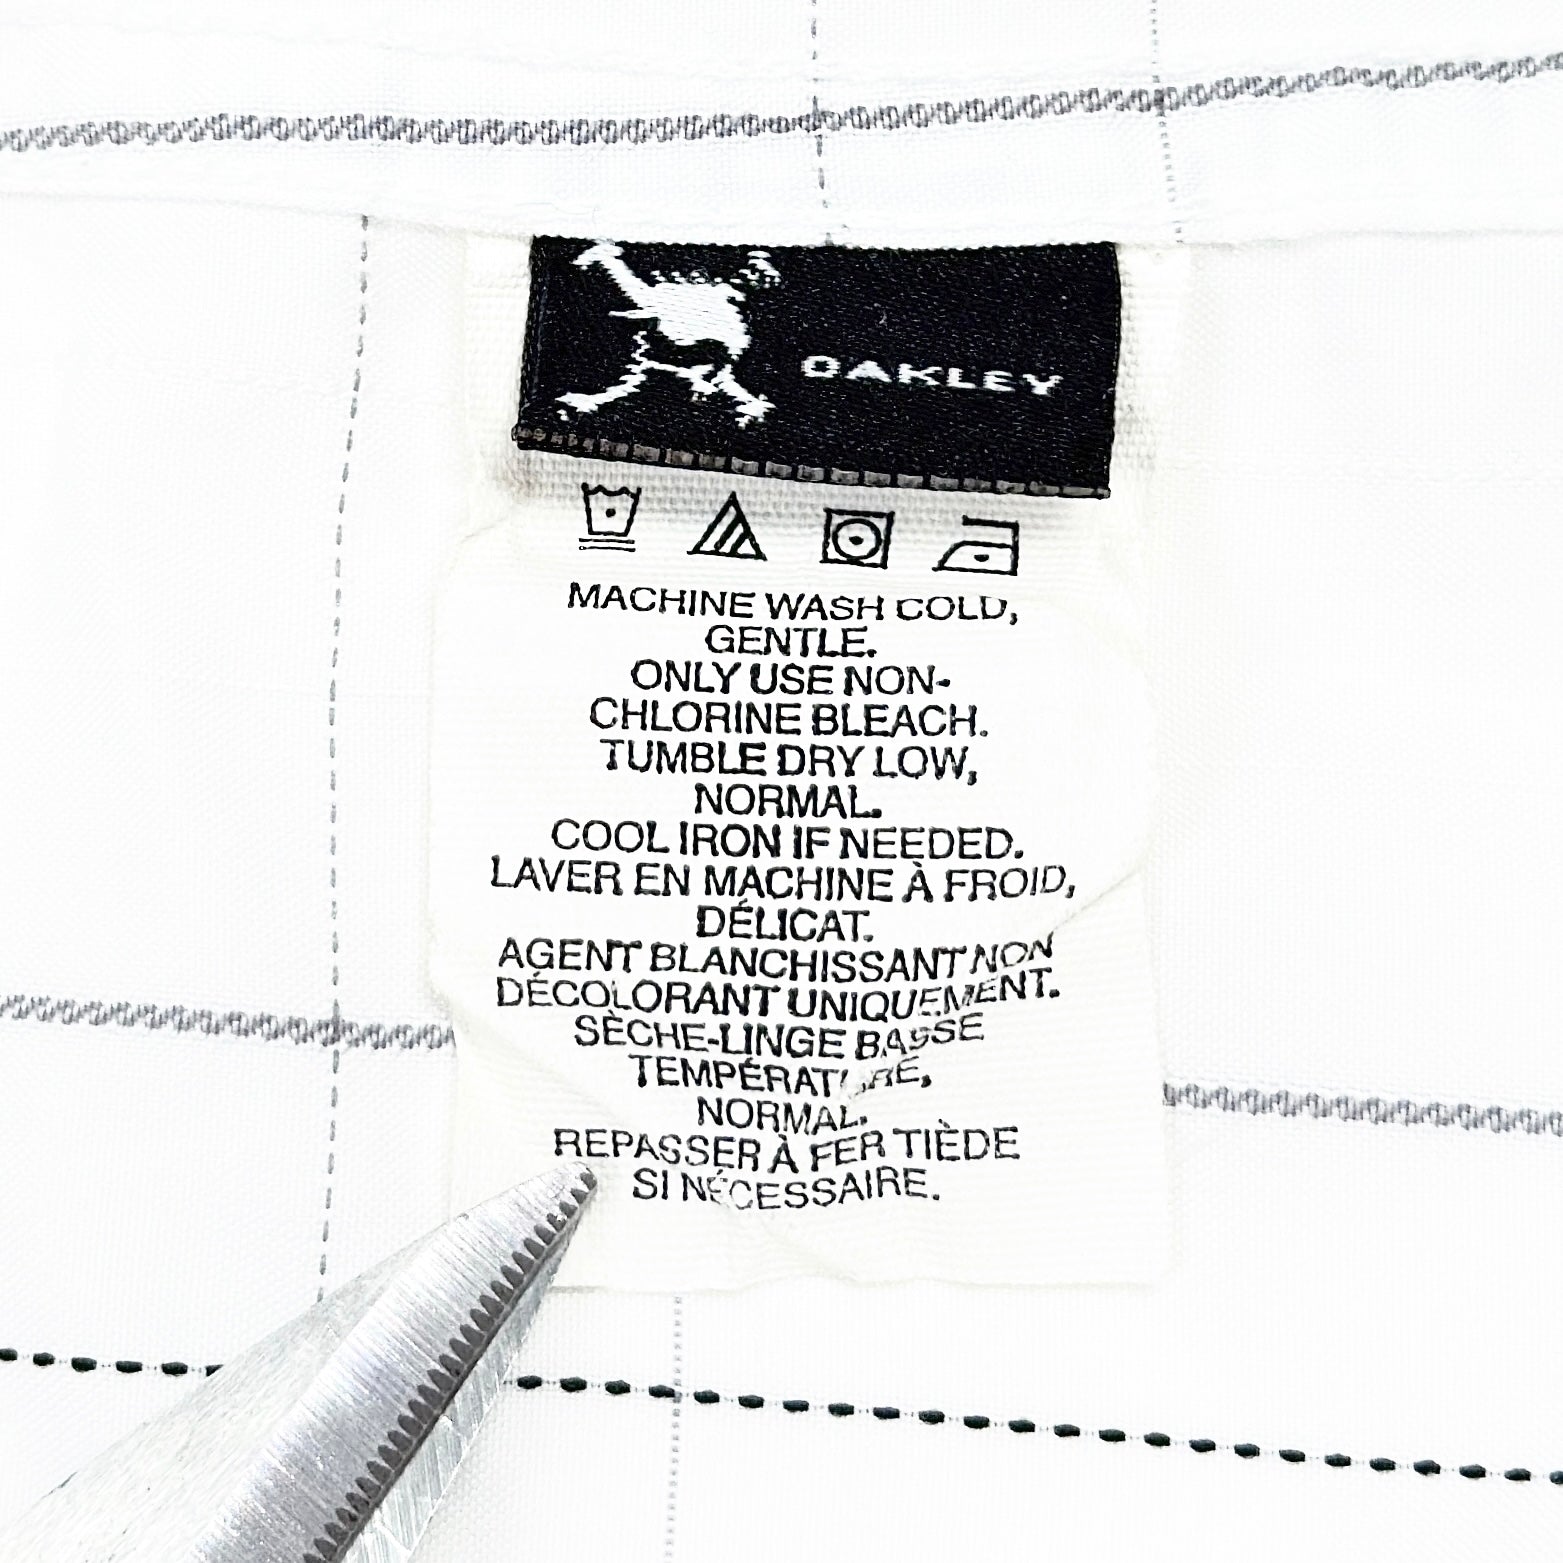 OAKLEY
MACHINE WASH COLD,
GENTLE.
ONLY USE NON-
CHLORINE BLEACH.
TUMBLE DRY LOW,
NORMAL.
COOL IRON IF NEEDED.
LAVER EN MACHINE À FROID,
DÉLICAT.
AGENT BLANCHISSANT NON
DÉCOLORANT UNIQUEMENT.
SÈCHE-LINGE BASSE
TEMPÉRATURE,
NORMAL.
REPASSER À FER TIÈDE
SI NÉCESSAIRE.